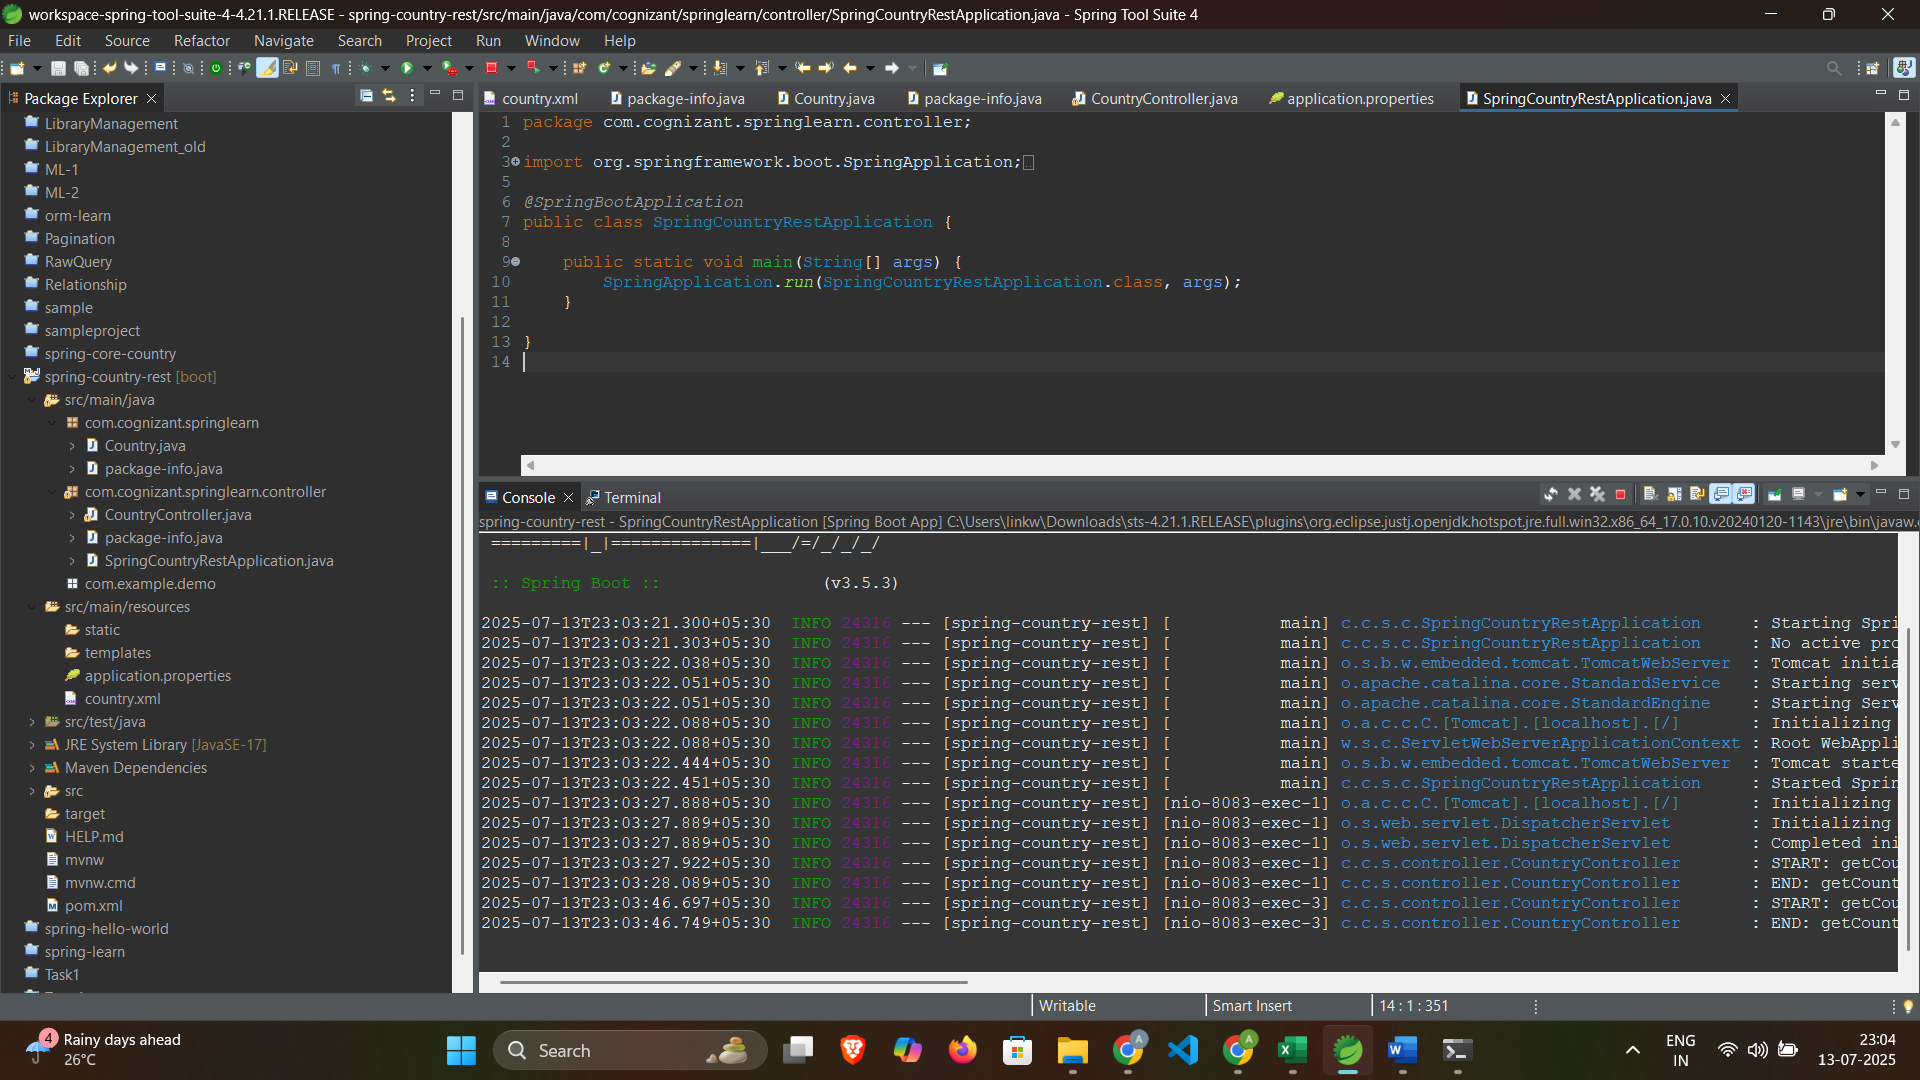 workspace-spring-tool-suite-4-4.21.1.RELEASE - spring-country-rest/src/main/java/com/cognizant/springlearn/controller/SpringCountryRestApplication.java - Spring Tool Suite 4
File Edit Source Refactor Navigate Search Project Run Window Help
Package Explorer
LibraryManagement
LibraryManagement_old
ML-1
ML-2
orm-learn
Pagination
RawQuery
Relationship
sample
sampleproject
spring-core-country
spring-country-rest [boot]
src/main/java
com.cognizant.springlearn
Country.java
package-info.java
com.cognizant.springlearn.controller
CountryController.java
package-info.java
SpringCountryRestApplication.java
com.example.demo
src/main/resources
static
templates
application.properties
country.xml
src/test/java
JRE System Library [JavaSE-17]
Maven Dependencies
src
target
HELP.md
mvnw
mvnw.cmd
pom.xml
spring-hello-world
spring-learn
Task1
country.xml package-info.java Country.java package-info.java CountryController.java application.properties SpringCountryRestApplication.java
1 package com.cognizant.springlearn.controller;
2
3 import org.springframework.boot.SpringApplication;
5
6 @SpringBootApplication
7 public class SpringCountryRestApplication {
8
9 public static void main(String[] args) {
10 SpringApplication.run(SpringCountryRestApplication.class, args);
11 }
12
13 }
14
Console Terminal
spring-country-rest - SpringCountryRestApplication [Spring Boot App] C:\Users\linkw\Downloads\sts-4.21.1.RELEASE\plugins\org.eclipse.justj.openjdk.hotspot.jre.full.win32.x86_64_17.0.10.v20240120-1143\jre\bin\javaw.
=========|_|==============|___/=/_/_/_/
:: Spring Boot :: (v3.5.3)
2025-07-13T23:03:21.300+05:30 INFO 24316 --- [spring-country-rest] [ main] c.c.s.c.SpringCountryRestApplication : Starting Spri
2025-07-13T23:03:21.303+05:30 INFO 24316 --- [spring-country-rest] [ main] c.c.s.c.SpringCountryRestApplication : No active pro
2025-07-13T23:03:22.038+05:30 INFO 24316 --- [spring-country-rest] [ main] o.s.b.w.embedded.tomcat.TomcatWebServer : Tomcat initia
2025-07-13T23:03:22.051+05:30 INFO 24316 --- [spring-country-rest] [ main] o.apache.catalina.core.StandardService : Starting serv
2025-07-13T23:03:22.051+05:30 INFO 24316 --- [spring-country-rest] [ main] o.apache.catalina.core.StandardEngine : Starting Serv
2025-07-13T23:03:22.088+05:30 INFO 24316 --- [spring-country-rest] [ main] o.a.c.c.C.[Tomcat].[localhost].[/] : Initializing
2025-07-13T23:03:22.088+05:30 INFO 24316 --- [spring-country-rest] [ main] w.s.c.ServletWebServerApplicationContext : Root WebAppli
2025-07-13T23:03:22.444+05:30 INFO 24316 --- [spring-country-rest] [ main] o.s.b.w.embedded.tomcat.TomcatWebServer : Tomcat starte
2025-07-13T23:03:22.451+05:30 INFO 24316 --- [spring-country-rest] [ main] c.c.s.c.SpringCountryRestApplication : Started Sprin
2025-07-13T23:03:27.888+05:30 INFO 24316 --- [spring-country-rest] [nio-8083-exec-1] o.a.c.c.C.[Tomcat].[localhost].[/] : Initializing
2025-07-13T23:03:27.889+05:30 INFO 24316 --- [spring-country-rest] [nio-8083-exec-1] o.s.web.servlet.DispatcherServlet : Initializing
2025-07-13T23:03:27.889+05:30 INFO 24316 --- [spring-country-rest] [nio-8083-exec-1] o.s.web.servlet.DispatcherServlet : Completed ini
2025-07-13T23:03:27.922+05:30 INFO 24316 --- [spring-country-rest] [nio-8083-exec-1] c.c.s.controller.CountryController : START: getCou
2025-07-13T23:03:28.089+05:30 INFO 24316 --- [spring-country-rest] [nio-8083-exec-1] c.c.s.controller.CountryController : END: getCount
2025-07-13T23:03:46.697+05:30 INFO 24316 --- [spring-country-rest] [nio-8083-exec-3] c.c.s.controller.CountryController : START: getCou
2025-07-13T23:03:46.749+05:30 INFO 24316 --- [spring-country-rest] [nio-8083-exec-3] c.c.s.controller.CountryController : END: getCount
Writable Smart Insert 14 : 1 : 351
4 Rainy days ahead
26°C
Search
ENG
IN
23:04
13-07-2025